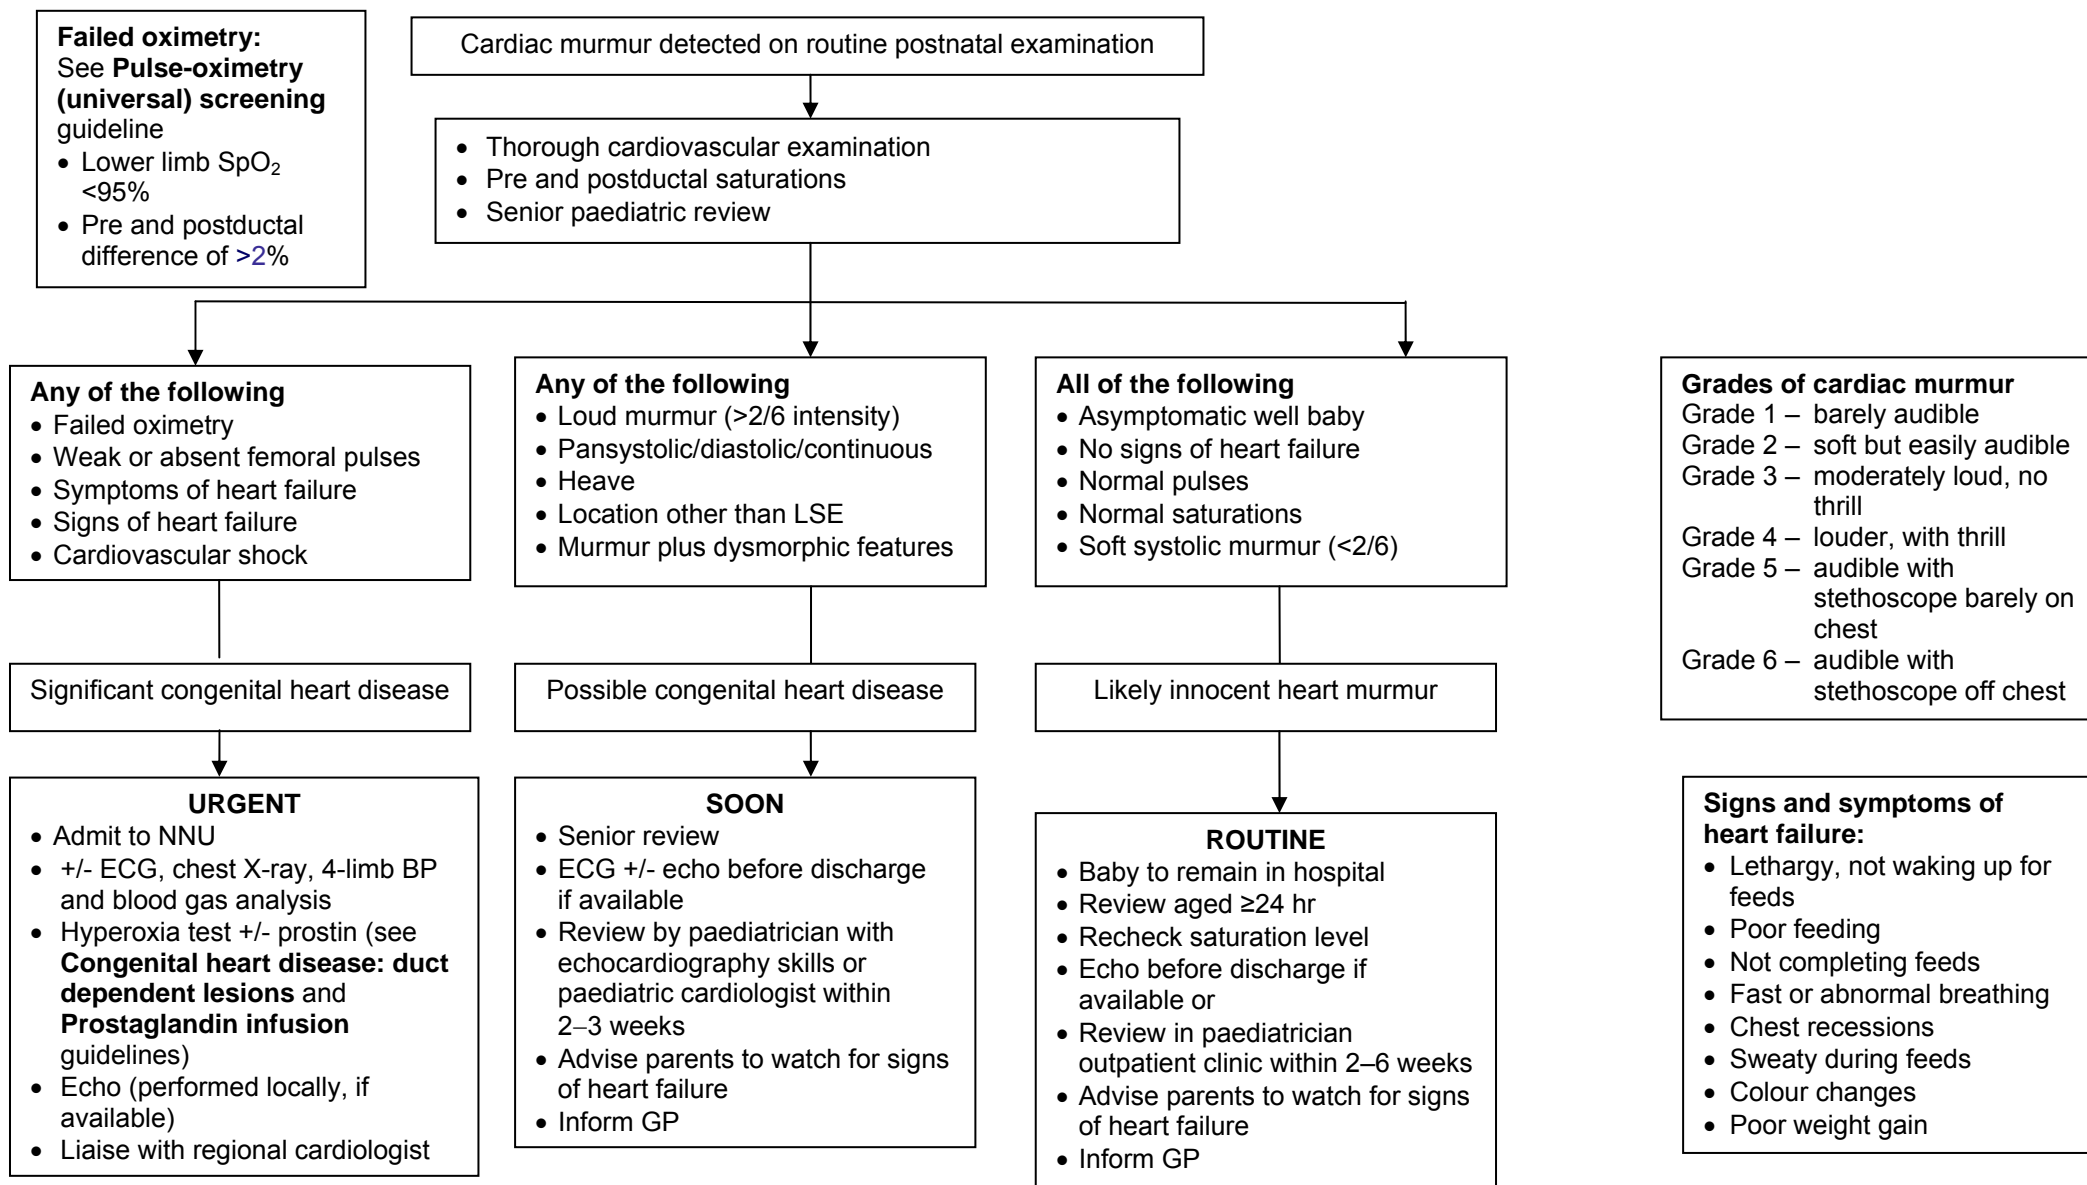 Failed oximetry:
See Pulse-oximetry
(universal) screening
guideline
• Lower limb SpO₂
<95%
• Pre and postductal
difference of >2%
Cardiac murmur detected on routine postnatal examination
• Thorough cardiovascular examination
• Pre and postductal saturations
• Senior paediatric review
Any of the following
• Failed oximetry
• Weak or absent femoral pulses
• Symptoms of heart failure
• Signs of heart failure
• Cardiovascular shock
Any of the following
• Loud murmur (>2/6 intensity)
• Pansystolic/diastolic/continuous
• Heave
• Location other than LSE
• Murmur plus dysmorphic features
All of the following
• Asymptomatic well baby
• No signs of heart failure
• Normal pulses
• Normal saturations
• Soft systolic murmur (<2/6)
Grades of cardiac murmur
Grade 1 – barely audible
Grade 2 – soft but easily audible
Grade 3 – moderately loud, no
thrill
Grade 4 – louder, with thrill
Grade 5 – audible with
stethoscope barely on
chest
Grade 6 – audible with
stethoscope off chest
Significant congenital heart disease
Possible congenital heart disease
Likely innocent heart murmur
URGENT
• Admit to NNU
• +/- ECG, chest X-ray, 4-limb BP
and blood gas analysis
• Hyperoxia test +/- prostin (see
Congenital heart disease: duct
dependent lesions and
Prostaglandin infusion
guidelines)
• Echo (performed locally, if
available)
• Liaise with regional cardiologist
SOON
• Senior review
• ECG +/- echo before discharge
if available
• Review by paediatrician with
echocardiography skills or
paediatric cardiologist within
2–3 weeks
• Advise parents to watch for signs
of heart failure
• Inform GP
ROUTINE
• Baby to remain in hospital
• Review aged ≥24 hr
• Recheck saturation level
• Echo before discharge if
available or
• Review in paediatrician
outpatient clinic within 2–6 weeks
• Advise parents to watch for signs
of heart failure
• Inform GP
Signs and symptoms of
heart failure:
• Lethargy, not waking up for
feeds
• Poor feeding
• Not completing feeds
• Fast or abnormal breathing
• Chest recessions
• Sweaty during feeds
• Colour changes
• Poor weight gain